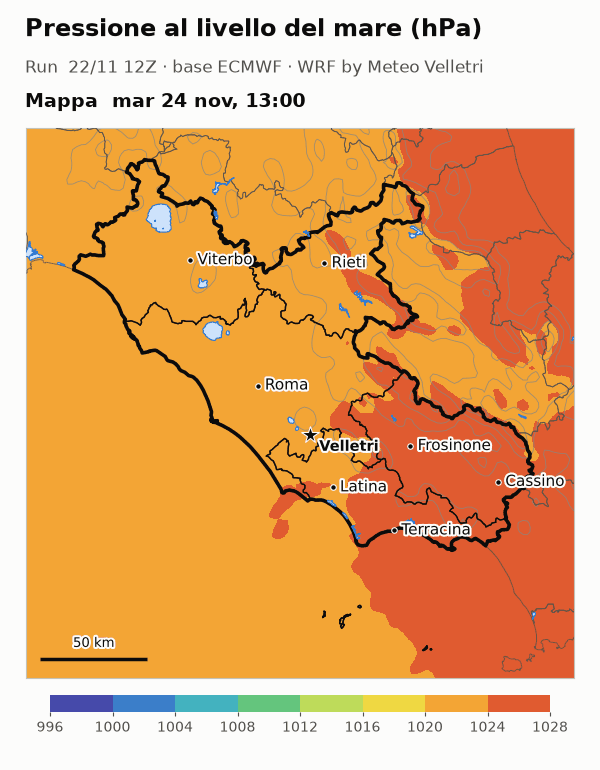 Pressione al livello del mare (hPa)
Run  22/11 12Z · base ECMWF · WRF by Meteo Velletri
Mappa  mar 24 nov, 13:00
Viterbo
Rieti
Roma
Velletri
Frosinone
Cassino
Latina
Terracina
50 km
996 1000 1004 1008 1012 1016 1020 1024 1028